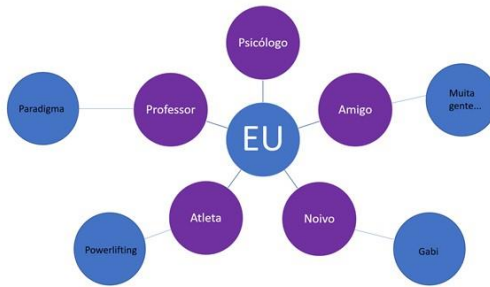 Psicólogo
Paradigma
Professor
Amigo
Muita
gente...
EU
Atleta
Noivo
Powerlifting
Gabi